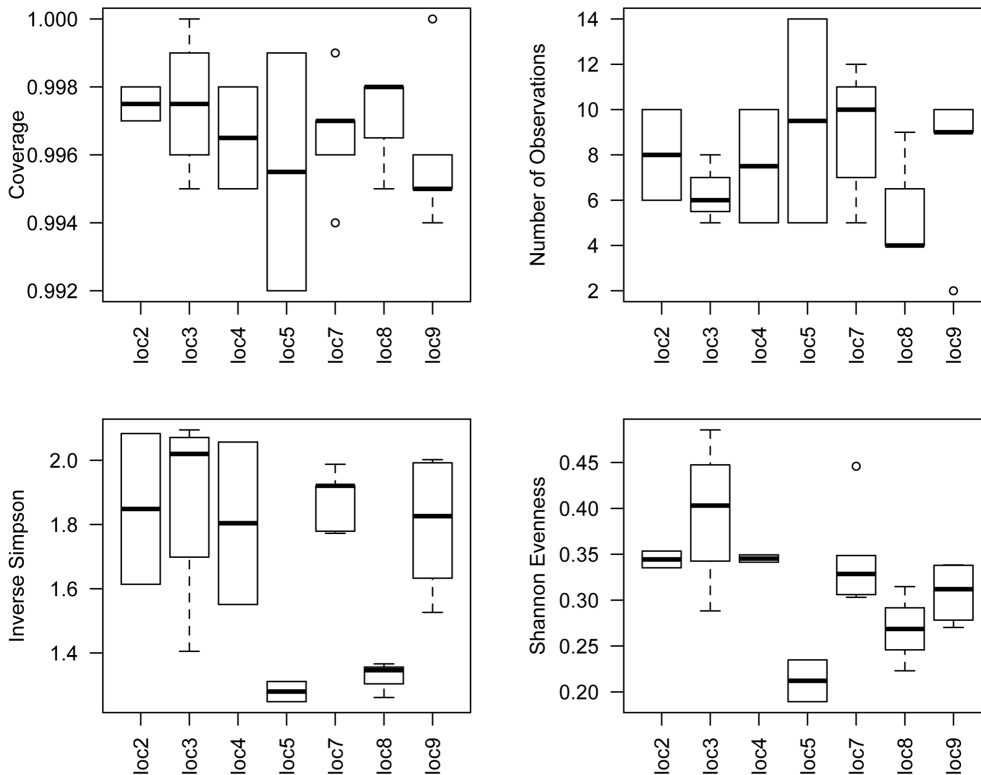 Coverage
1.000
0.998
0.996
0.994
0.992
loc2 loc3 loc4 loc5 loc7 loc8 loc9
Number of Observations
14
12
10
8
6
4
2
loc2 loc3 loc4 loc5 loc7 loc8 loc9
Inverse Simpson
2.0
1.8
1.6
1.4
loc2 loc3 loc4 loc5 loc7 loc8 loc9
Shannon Evenness
0.45
0.40
0.35
0.30
0.25
0.20
loc2 loc3 loc4 loc5 loc7 loc8 loc9